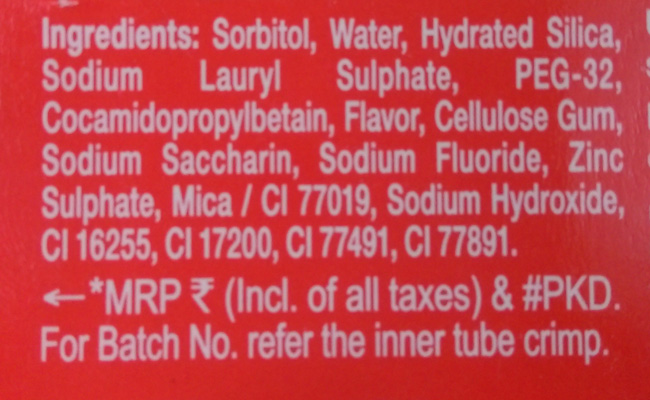 Ingredients: Sorbitol, Water, Hydrated Silica,
Sodium Lauryl Sulphate, PEG-32,
Cocamidopropylbetain, Flavor, Cellulose Gum,
Sodium Saccharin, Sodium Fluoride, Zinc
Sulphate, Mica / CI 77019, Sodium Hydroxide,
CI 16255, CI 17200, CI 77491, CI 77891.
←*MRP ₹ (Incl. of all taxes) & #PKD.
For Batch No. refer the inner tube crimp.